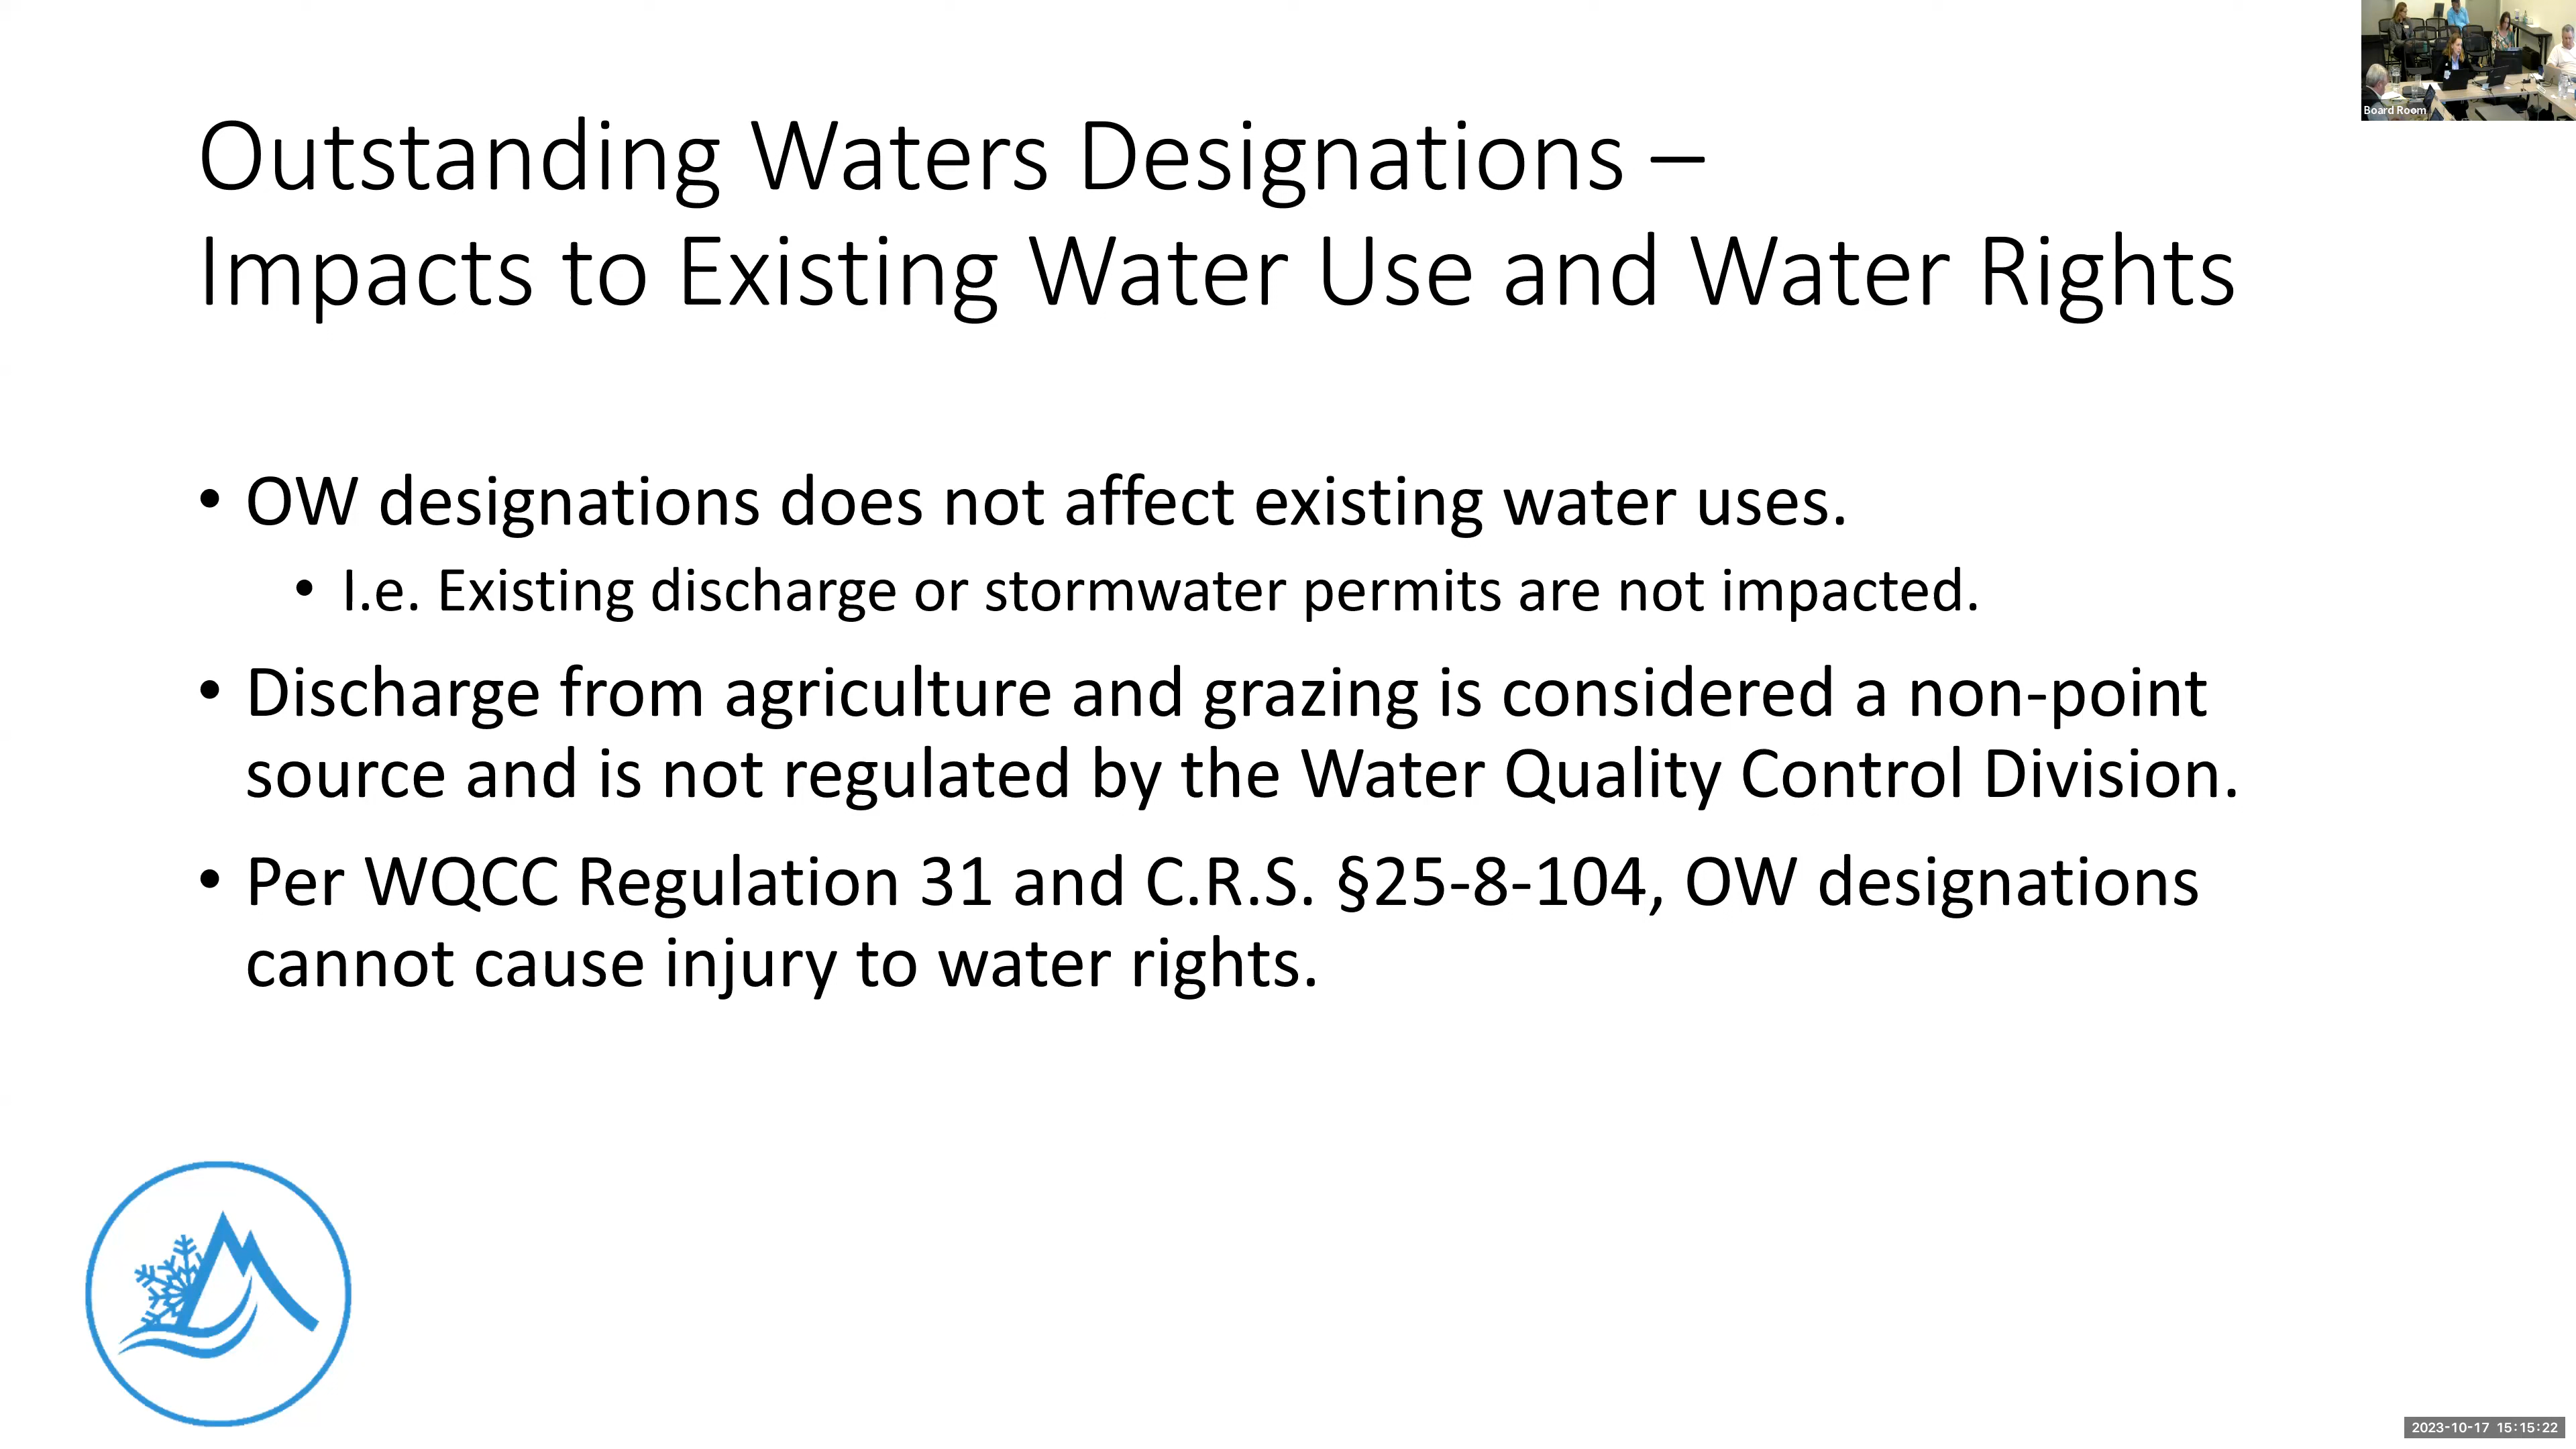 Board Room
Outstanding Waters Designations –
Impacts to Existing Water Use and Water Rights
• OW designations does not affect existing water uses.
• I.e. Existing discharge or stormwater permits are not impacted.
• Discharge from agriculture and grazing is considered a non-point
source and is not regulated by the Water Quality Control Division.
• Per WQCC Regulation 31 and C.R.S. §25-8-104, OW designations
cannot cause injury to water rights.
2023-10-17 15:15:22